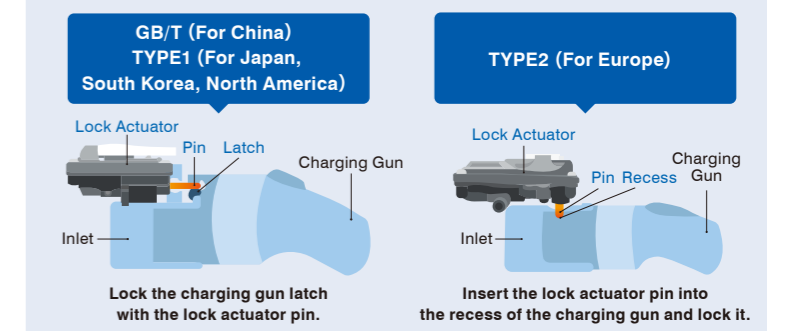 GB/T (For China)
TYPE1 (For Japan,
South Korea, North America)
Lock Actuator
Pin
Latch
Charging Gun
Inlet
Lock the charging gun latch
with the lock actuator pin.
TYPE2 (For Europe)
Lock Actuator
Charging
Gun
Pin
Recess
Inlet
Insert the lock actuator pin into
the recess of the charging gun and lock it.